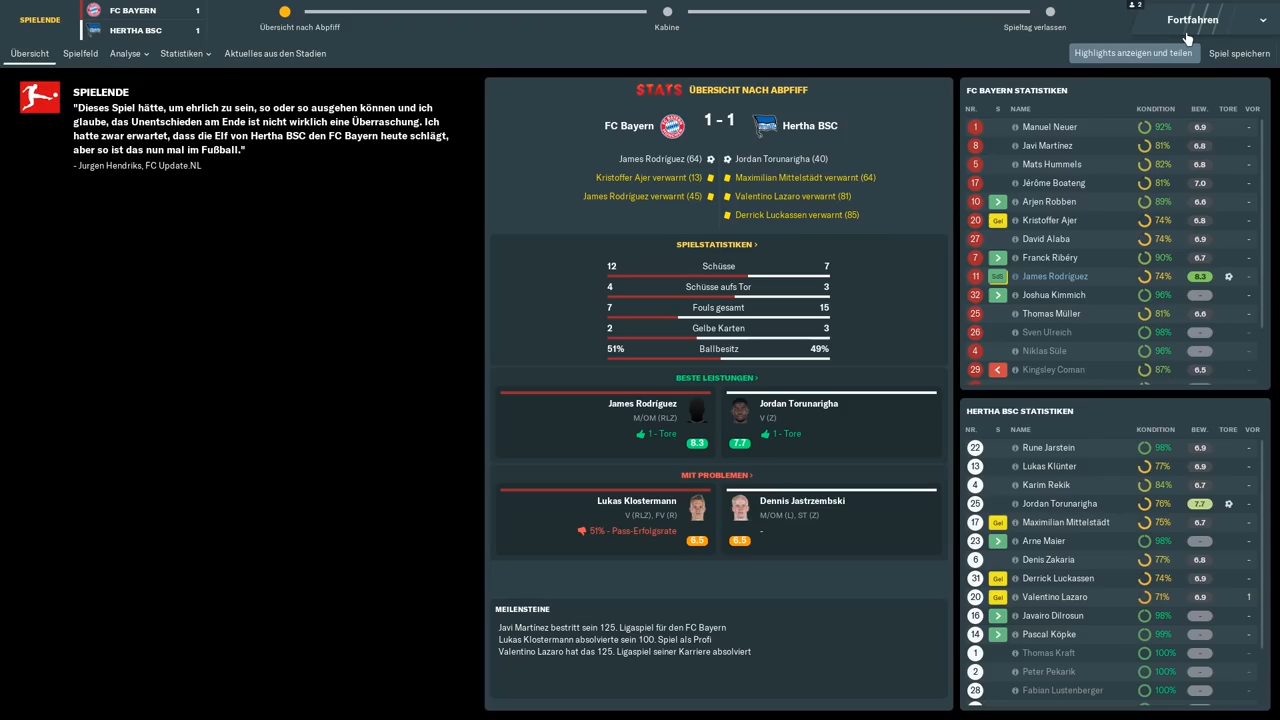 SPIELENDE
FC BAYERN 1
HERTHA BSC 1
Übersicht nach Abpfiff
Kabine
Spieltag verlassen
2
Fortfahren
Übersicht
Spielfeld
Analyse
Statistiken
Aktuelles aus den Stadien
Highlights anzeigen und teilen
Spiel speichern
SPIELENDE
"Dieses Spiel hätte, um ehrlich zu sein, so oder so ausgehen können und ich
glaube, das Unentschieden am Ende ist nicht wirklich eine Überraschung. Ich
hatte zwar erwartet, dass die Elf von Hertha BSC den FC Bayern heute schlägt,
aber so ist das nun mal im Fußball."
- Jurgen Hendriks, FC Update.NL
STATS ÜBERSICHT NACH ABPFIFF
FC Bayern 1 - 1 Hertha BSC
James Rodríguez (64) Jordan Torunarigha (40)
Kristoffer Ajer verwarnt (13) Maximilian Mittelstädt verwarnt (64)
James Rodríguez verwarnt (45) Valentino Lazaro verwarnt (81)
Derrick Luckassen verwarnt (85)
SPIELSTATISTIKEN >
12 Schüsse 7
4 Schüsse aufs Tor 3
7 Fouls gesamt 15
2 Gelbe Karten 3
51% Ballbesitz 49%
BESTE LEISTUNGEN >
James Rodríguez
M/OM (RLZ)
1 - Tore
8.3
Jordan Torunarigha
V (Z)
1 - Tore
7.7
MIT PROBLEMEN >
Lukas Klostermann
V (RLZ), FV (R)
51% - Pass-Erfolgsrate
6.5
Dennis Jastrzembski
M/OM (L), ST (Z)
-
6.5
MEILENSTEINE
Javi Martínez bestritt sein 125. Ligaspiel für den FC Bayern
Lukas Klostermann absolvierte sein 100. Spiel als Profi
Valentino Lazaro hat das 125. Ligaspiel seiner Karriere absolviert
FC BAYERN STATISTIKEN
NR. S NAME KONDITION BEW. TORE VOR
1 Manuel Neuer 92% 6.9 -
8 Javi Martínez 81% 6.8 -
5 Mats Hummels 82% 6.8 -
17 Jérôme Boateng 81% 7.0 -
10 Arjen Robben 89% 6.6 -
20 Gel Kristoffer Ajer 74% 6.8 -
27 David Alaba 74% 6.9 -
7 Franck Ribéry 90% 6.7 -
11 SdS James Rodríguez 74% 8.3 -
32 Joshua Kimmich 96% - -
25 Thomas Müller 81% 6.6 -
26 Sven Ulreich 98% - -
4 Niklas Süle 98% - -
29 Kingsley Coman 87% 6.5 -
HERTHA BSC STATISTIKEN
NR. S NAME KONDITION BEW. TORE VOR
22 Rune Jarstein 98% 6.9 -
13 Lukas Klünter 77% 6.9 -
4 Karim Rekik 84% 6.7 -
25 Jordan Torunarigha 76% 7.7 -
17 Gel Maximilian Mittelstädt 75% 6.7 -
23 Arne Maier 98% - -
6 Denis Zakaria 77% 6.8 -
31 Gel Derrick Luckassen 74% 6.9 -
20 Gel Valentino Lazaro 71% 6.9 1
16 Javairo Dilrosun 98% - -
14 Pascal Köpke 99% - -
1 Thomas Kraft 100% - -
2 Peter Pekarik 100% - -
28 Fabian Lustenberger 100% - -